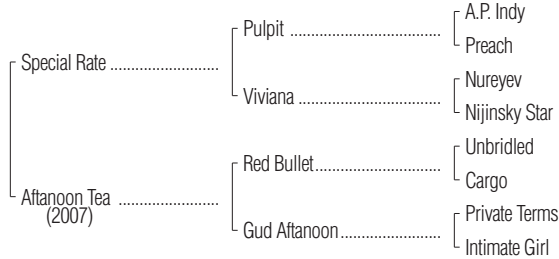 A.P. Indy
Pulpit
Preach
Special Rate
Nureyev
Viviana
Nijinsky Star
Unbridled
Red Bullet
Cargo
Aftanoon Tea
(2007)
Private Terms
Gud Aftanoon
Intimate Girl